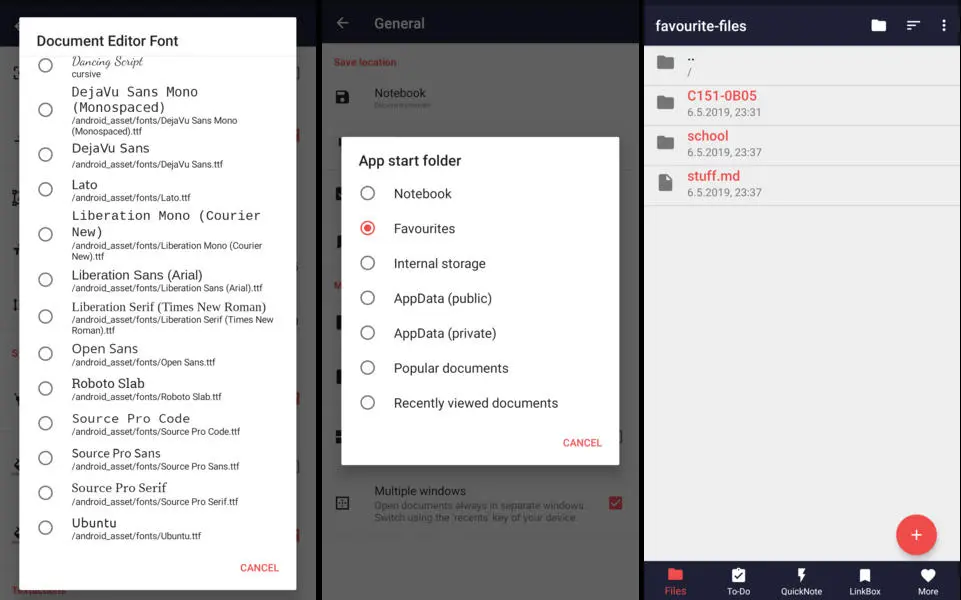 Document Editor Font
Dancing Script
cursive
DejaVu Sans Mono
(Monospaced)
/android_asset/fonts/DejaVu Sans Mono
(Monospaced).ttf
DejaVu Sans
/android_asset/fonts/DejaVu Sans.ttf
Lato
/android_asset/fonts/Lato.ttf
Liberation Mono (Courier
New)
/android_asset/fonts/Liberation Mono (Courier
New).ttf
Liberation Sans (Arial)
/android_asset/fonts/Liberation Sans (Arial).ttf
Liberation Serif (Times New Roman)
/android_asset/fonts/Liberation Serif (Times New
Roman).ttf
Open Sans
/android_asset/fonts/Open Sans.ttf
Roboto Slab
/android_asset/fonts/Roboto Slab.ttf
Source Pro Code
/android_asset/fonts/Source Pro Code.ttf
Source Pro Sans
/android_asset/fonts/Source Pro Sans.ttf
Source Pro Serif
/android_asset/fonts/Source Pro Serif.ttf
Ubuntu
/android_asset/fonts/Ubuntu.ttf
CANCEL
General
Save location
Notebook
App start folder
Notebook
Favourites
Internal storage
AppData (public)
AppData (private)
Popular documents
Recently viewed documents
CANCEL
Multiple windows
Open documents always in separate windows.
Switch using the 'recents' key of your device.
favourite-files
..
/
C151-0B05
6.5.2019, 23:31
school
6.5.2019, 23:37
stuff.md
6.5.2019, 23:37
Files
To-Do
QuickNote
LinkBox
More